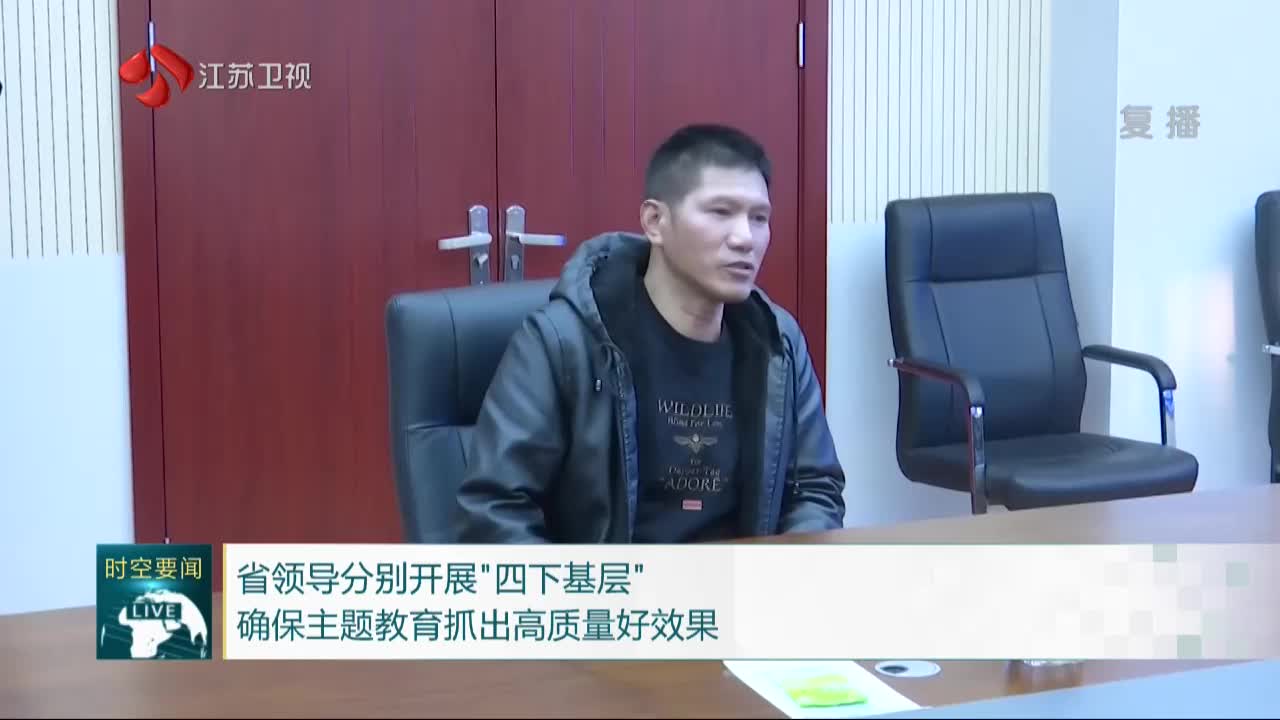 江苏卫视
复播
WILDLIFE
ADORE"
时空要闻
LIVE
省领导分别开展"四下基层"
确保主题教育抓出高质量好效果